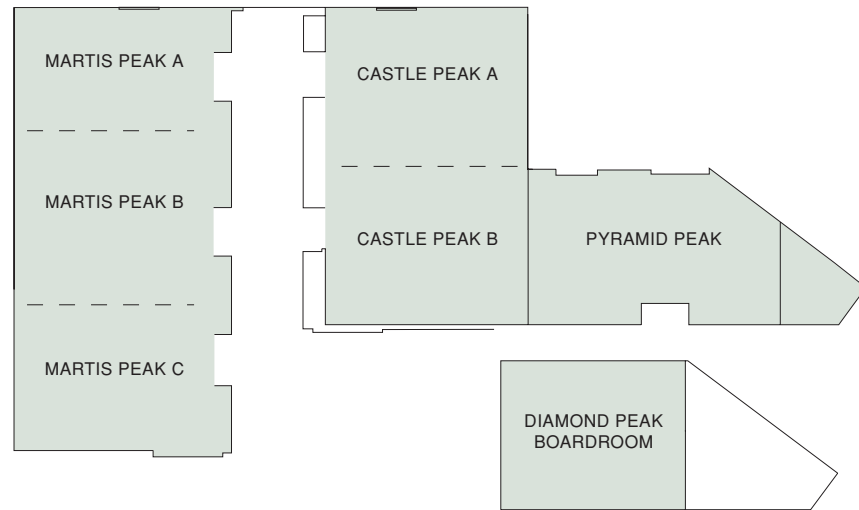 MARTIS PEAK A
MARTIS PEAK B
MARTIS PEAK C
CASTLE PEAK A
CASTLE PEAK B
PYRAMID PEAK
DIAMOND PEAK
BOARDROOM